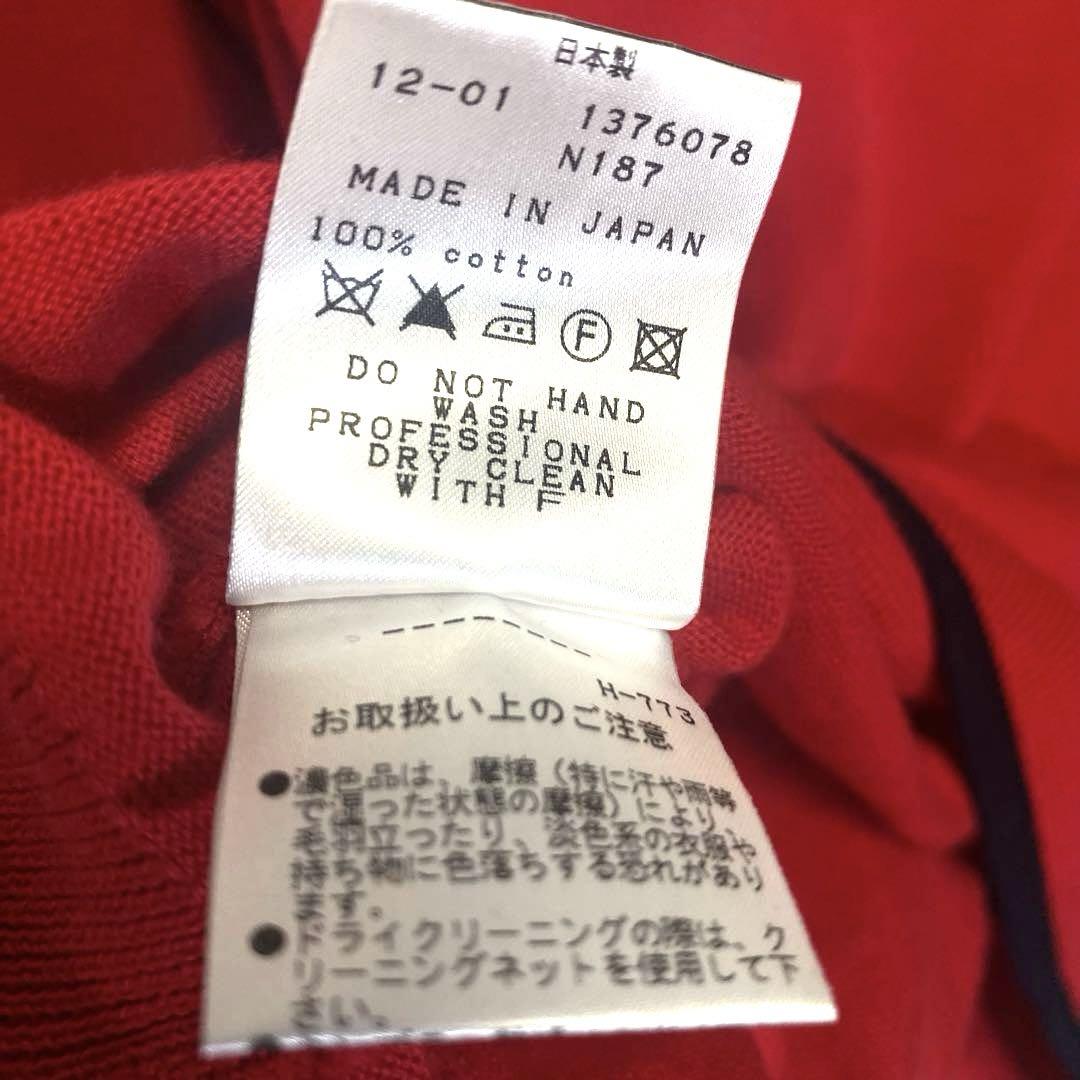 日本製
12-01 1376078
N187
MADE IN JAPAN
100% cotton
F
DO NOT HAND
WASH
PROFESSIONAL
DRY CLEAN
WITH F
H-773
お取扱い上のご注意
●濃色品は、摩擦（特に汗や雨等
で湿った状態の摩擦）により、
毛羽立ったり、淡色系の衣服や
持ち物に色落ちする恐れがあり
ます。
●ドライクリーニングの際は、ク
リーニングネットを使用して下
さい。